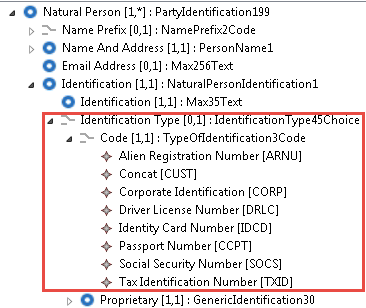 Natural Person [1,*] : PartyIdentification199
Name Prefix [0,1] : NamePrefix2Code
Name And Address [1,1] : PersonName1
Email Address [0,1] : Max256Text
Identification [1,1] : NaturalPersonIdentification1
Identification [1,1] : Max35Text
Identification Type [0,1] : IdentificationType45Choice
Code [1,1] : TypeOfIdentification3Code
Alien Registration Number [ARNU]
Concat [CUST]
Corporate Identification [CORP]
Driver License Number [DRLC]
Identity Card Number [IDCD]
Passport Number [CCPT]
Social Security Number [SOCS]
Tax Identification Number [TXID]
Proprietary [1,1] : GenericIdentification30